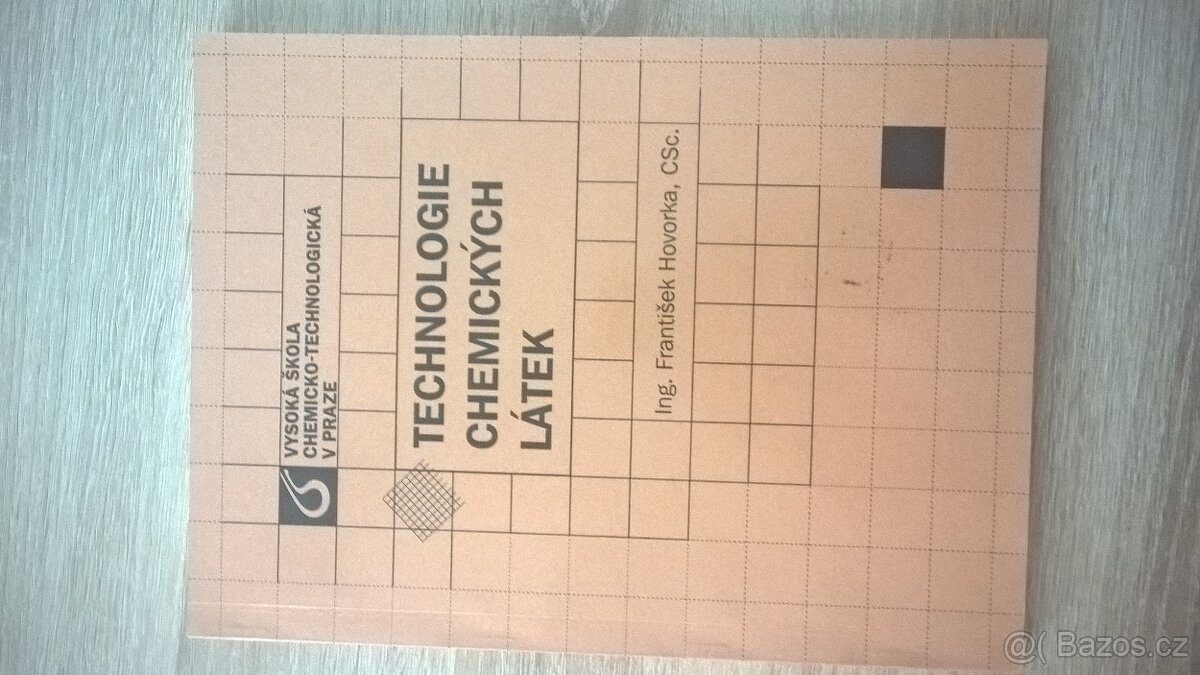 VYSOKÁ ŠKOLA
CHEMICKO-TECHNOLOGICKÁ
V PRAZE
TECHNOLOGIE
CHEMICKÝCH
LÁTEK
Ing. František Hovorka, CSc.
@( Bazos.cz